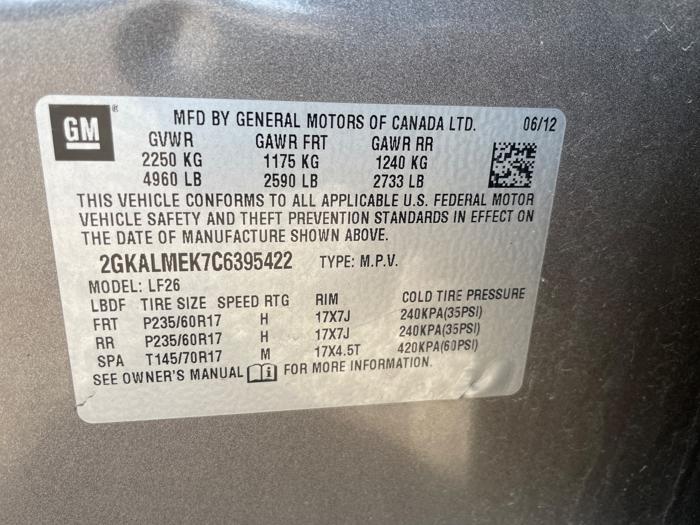 GM ®
MFD BY GENERAL MOTORS OF CANADA LTD. 06/12
GVWR GAWR FRT GAWR RR
2250 KG 1175 KG 1240 KG
4960 LB 2590 LB 2733 LB
THIS VEHICLE CONFORMS TO ALL APPLICABLE U.S. FEDERAL MOTOR
VEHICLE SAFETY AND THEFT PREVENTION STANDARDS IN EFFECT ON
THE DATE OF MANUFACTURE SHOWN ABOVE.
2GKALMEK7C6395422 TYPE: M.P.V.
MODEL: LF26
LBDF TIRE SIZE SPEED RTG RIM COLD TIRE PRESSURE
FRT P235/60R17 H 17X7J 240KPA(35PSI)
RR P235/60R17 H 17X7J 240KPA(35PSI)
SPA T145/70R17 M 17X4.5T 420KPA(60PSI)
SEE OWNER'S MANUAL FOR MORE INFORMATION.